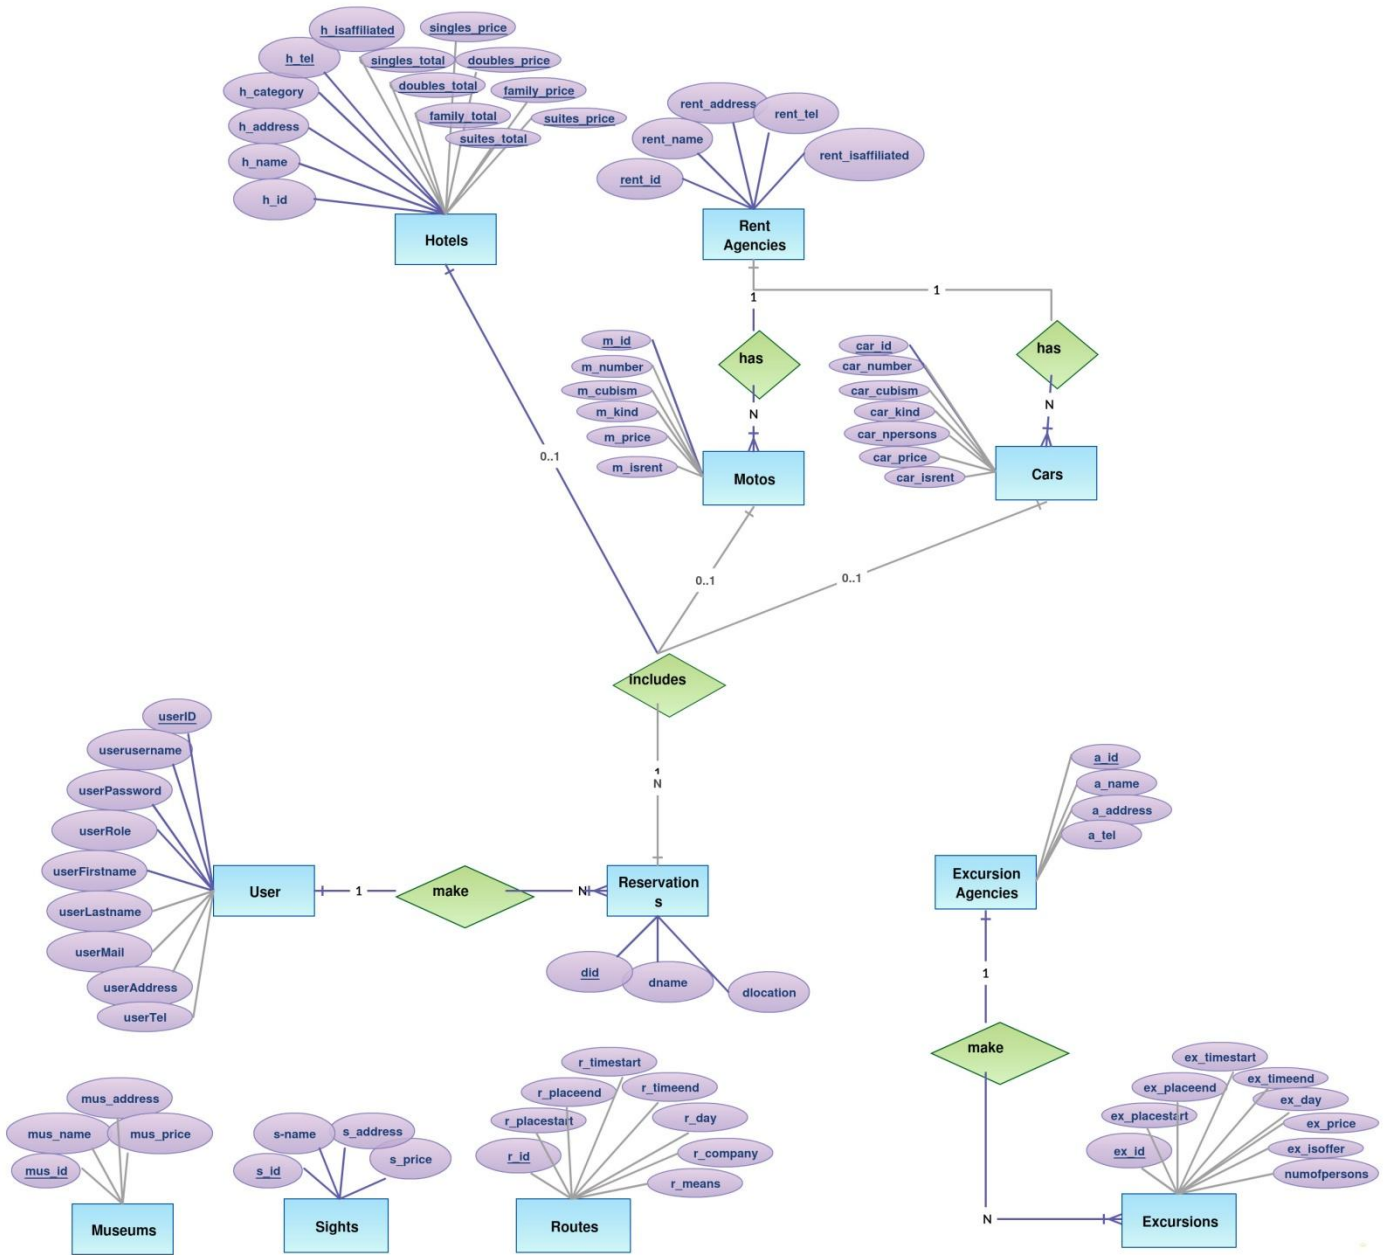 h_isaffiliated
singles_price
h_tel
singles_total
doubles_price
h_category
doubles_total
family_price
h_address
family_total
suites_price
suites_total
h_name
h_id
Hotels
rent_address
rent_tel
rent_name
rent_isaffiliated
rent_id
Rent
Agencies
1
1
has
has
m_id
m_number
m_cubism
m_kind
m_price
m_isrent
N
Motos
car_id
car_number
car_cubism
car_kind
car_npersons
car_price
car_isrent
N
Cars
0..1
0..1
0..1
includes
1
N
userID
userusername
userPassword
userRole
userFirstname
userLastname
userMail
userAddress
userTel
User
1
make
N
Reservation
s
did
dname
dlocation
a_id
a_name
a_address
a_tel
Excursion
Agencies
1
make
N
mus_address
mus_name
mus_price
mus_id
Museums
s-name
s_address
s_id
s_price
Sights
r_timestart
r_placeend
r_timeend
r_placestart
r_day
r_id
r_company
r_means
Routes
ex_timestart
ex_placeend
ex_timeend
ex_day
ex_placestart
ex_price
ex_id
ex_isoffer
numofpersons
Excursions